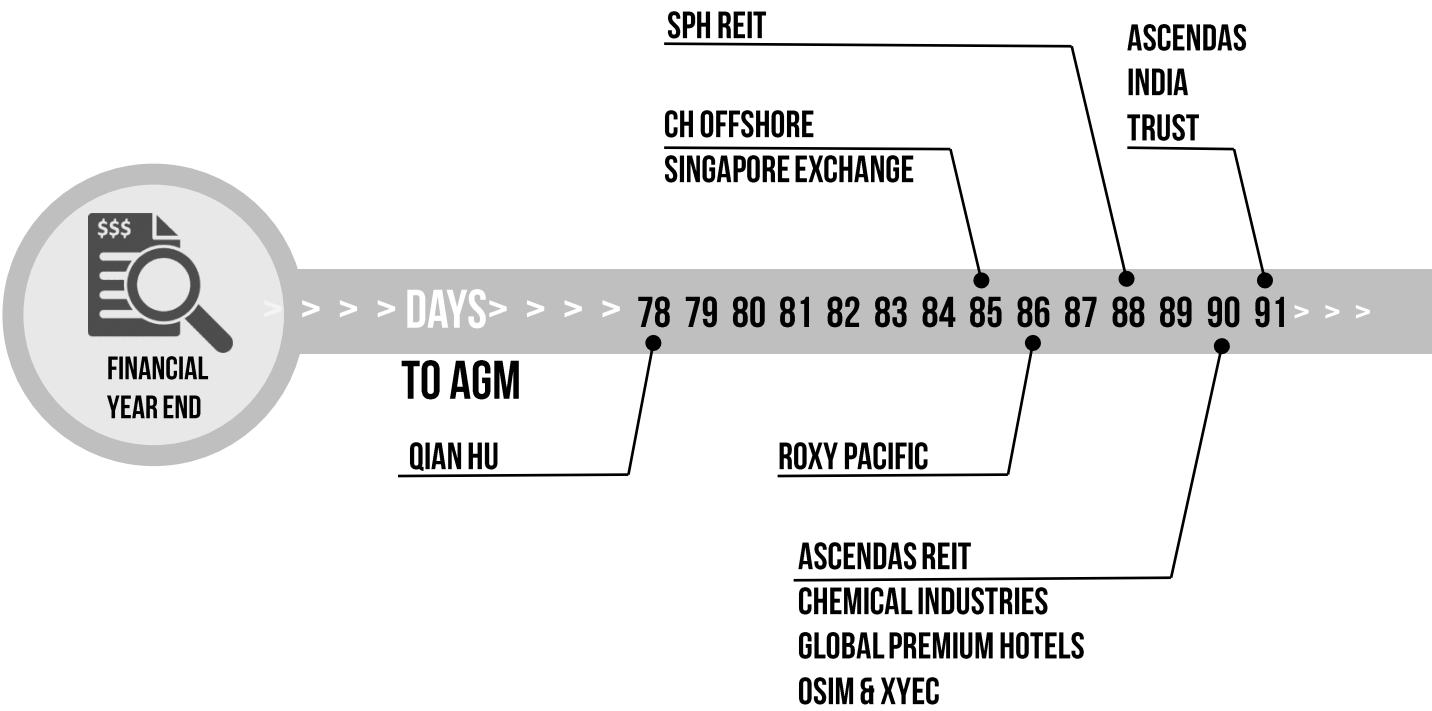 SPH REIT
ASCENDAS
INDIA
TRUST
CH OFFSHORE
SINGAPORE EXCHANGE
$$$
FINANCIAL
YEAR END
> > > > DAYS > > > > 78 79 80 81 82 83 84 85 86 87 88 89 90 91 > > >
TO AGM
QIAN HU
ROXY PACIFIC
ASCENDAS REIT
CHEMICAL INDUSTRIES
GLOBAL PREMIUM HOTELS
OSIM & XYEC